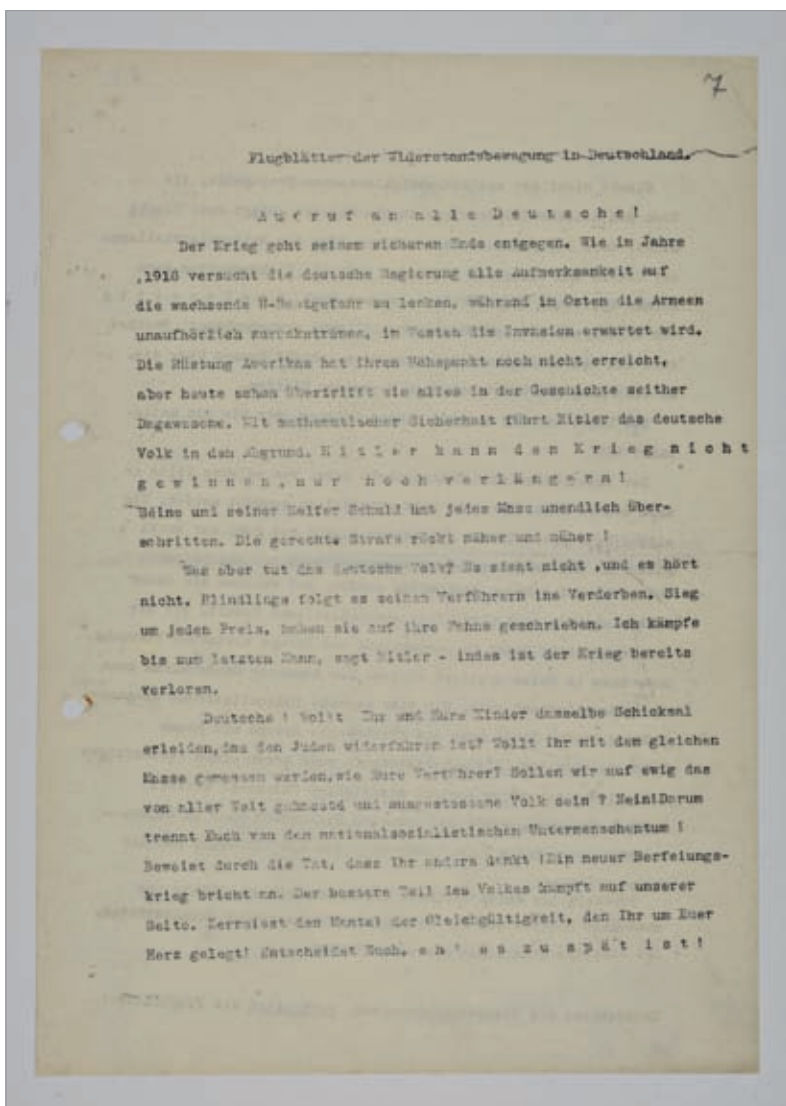 7
Flugblätter der Widerstandsbewegung in Deutschland.
A u f r u f a n a l l e D e u t s c h e !
Der Krieg geht seinem sicheren Ende entgegen. Wie im Jahre
,1918 versucht die deutsche Regierung alle Aufmerksamkeit auf
die wachsende U-Bootgefahr zu lenken, während im Osten die Armeen
unaufhörlich zurückströmen, im Westen die Invasion erwartet wird.
Die Rüstung Amerikas hat ihren Höhepunkt noch nicht erreicht,
aber heute schon übertrifft sie alles in der Geschichte seither
Dagewesene. Mit mathematischer Sicherheit führt Hitler das deutsche
Volk in den Abgrund. H i t l e r k a n n d e n K r i e g n i c h t
g e w i n n e n , n u r n o c h v e r l ä n g e r n !
Seine und seiner Helfer Schuld hat jedes Mass unendlich über-
schritten. Die gerechte Strafe rückt näher und näher !
Was aber tut das deutsche Volk? Es sieht nicht ,und es hört
nicht. Blindlings folgt es seinen Verführern ins Verderben. Sieg
um jeden Preis, haben sie auf ihre Fahne geschrieben. Ich kämpfe
bis zum letzten Mann, sagt Hitler - indes ist der Krieg bereits
verloren.
Deutsche ! Wollt Ihr und Eure Kinder dasselbe Schicksal
erleiden,das den Juden widerfahren ist? Wollt Ihr mit dem gleichen
Masse gemessen werden,wie Eure Verführer? Sollen wir auf ewig das
von aller Welt gehasste und ausgestossene Volk sein ? Nein!Darum
trennt Euch von dem nationalsozialistischen Untermenschentum !
Beweist durch die Tat, dass Ihr anders denkt !Ein neuer Berfeiungs-
krieg bricht an. Der bessere Teil des Volkes kämpft auf unserer
Seite. Zerreisst den Mantel der Gleichgültigkeit, den Ihr um Euer
Herz gelegt! Entscheidet Euch, e h ' e s z u s p ä t i s t !